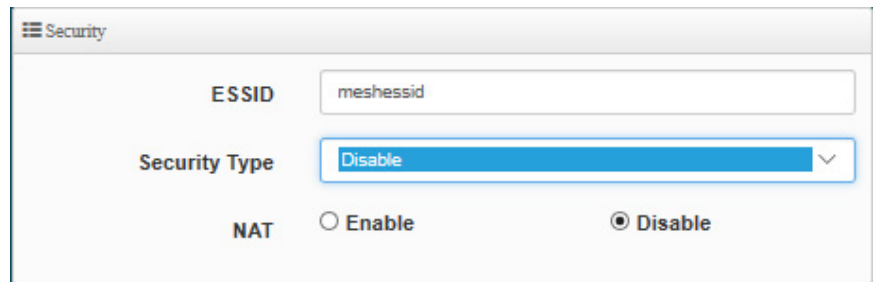 Security
ESSID meshessid
Security Type Disable
NAT Enable Disable